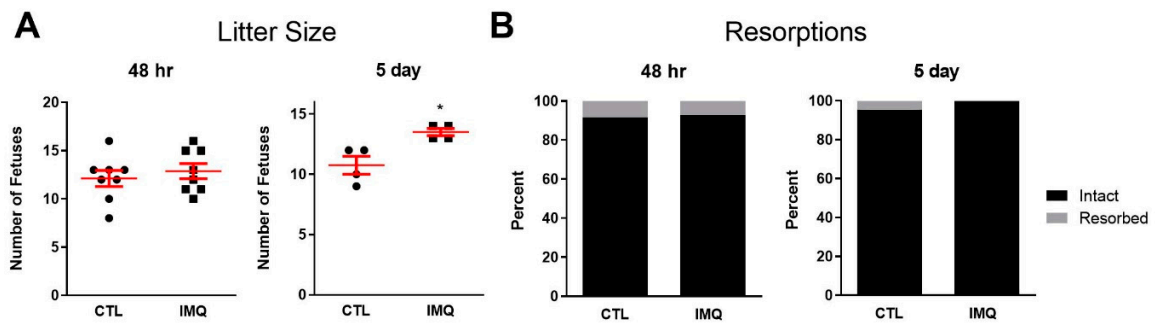 A
Litter Size
48 hr
5 day
Number of Fetuses
20
15
10
5
0
CTL
IMQ
Number of Fetuses
15
10
5
0
*
CTL
IMQ
B
Resorptions
48 hr
5 day
Percent
100
80
60
40
20
0
CTL
IMQ
Percent
100
80
60
40
20
0
CTL
IMQ
Intact
Resorbed